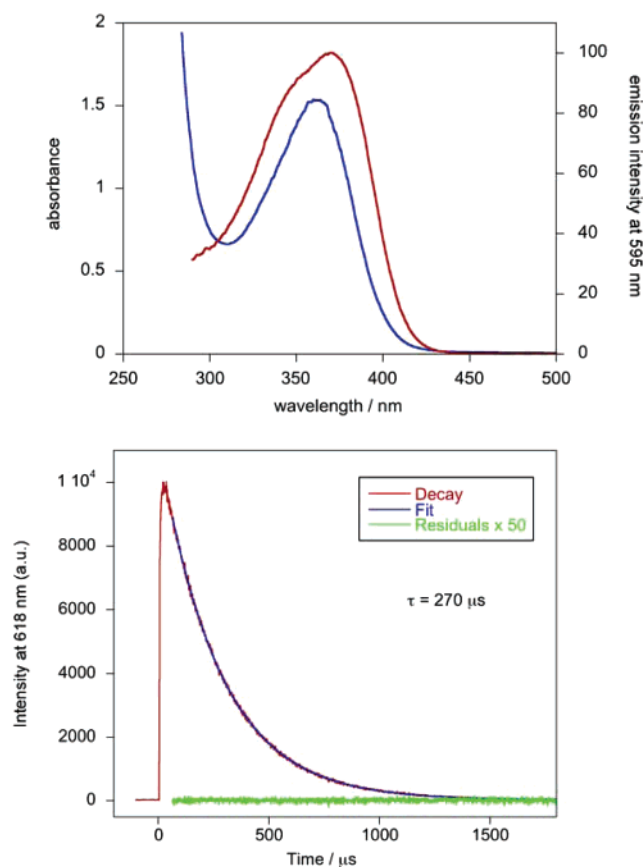 2
1.5
1
0.5
0
absorbance
100
80
60
40
20
0
emission intensity at 595 nm
250 300 350 400 450 500
wavelength / nm
1 10⁴
8000
6000
4000
2000
0
Intensity at 618 nm (a.u.)
Decay
Fit
Residuals x 50
τ = 270 μs
0 500 1000 1500
Time / μs